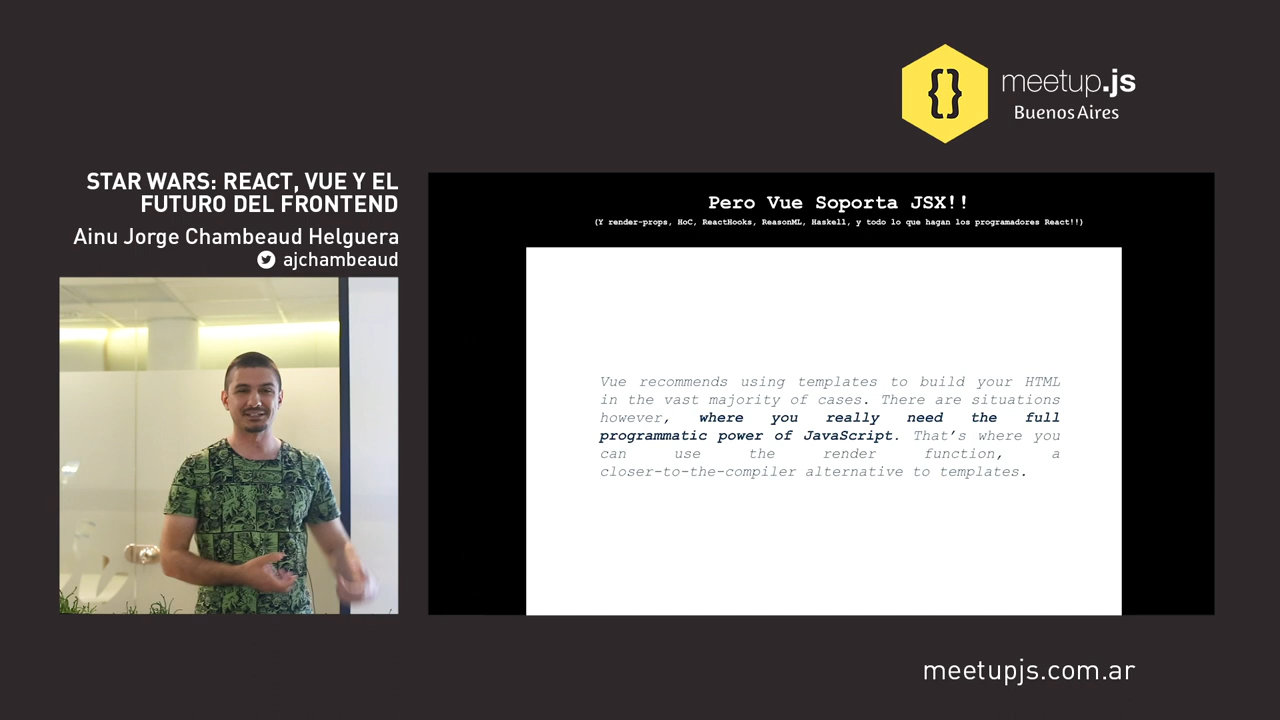 {} meetup.js
Buenos Aires
STAR WARS: REACT, VUE Y EL
FUTURO DEL FRONTEND
Ainu Jorge Chambeaud Helguera
ajchambeaud
Pero Vue Soporta JSX!!
(Y render-props, HoC, ReactHooks, ReasonML, Haskell, y todo lo que hagan los programadores React!!)
Vue recommends using templates to build your HTML
in the vast majority of cases. There are situations
however, where you really need the full
programmatic power of JavaScript. That's where you
can use the render function, a
closer-to-the-compiler alternative to templates.
meetupjs.com.ar